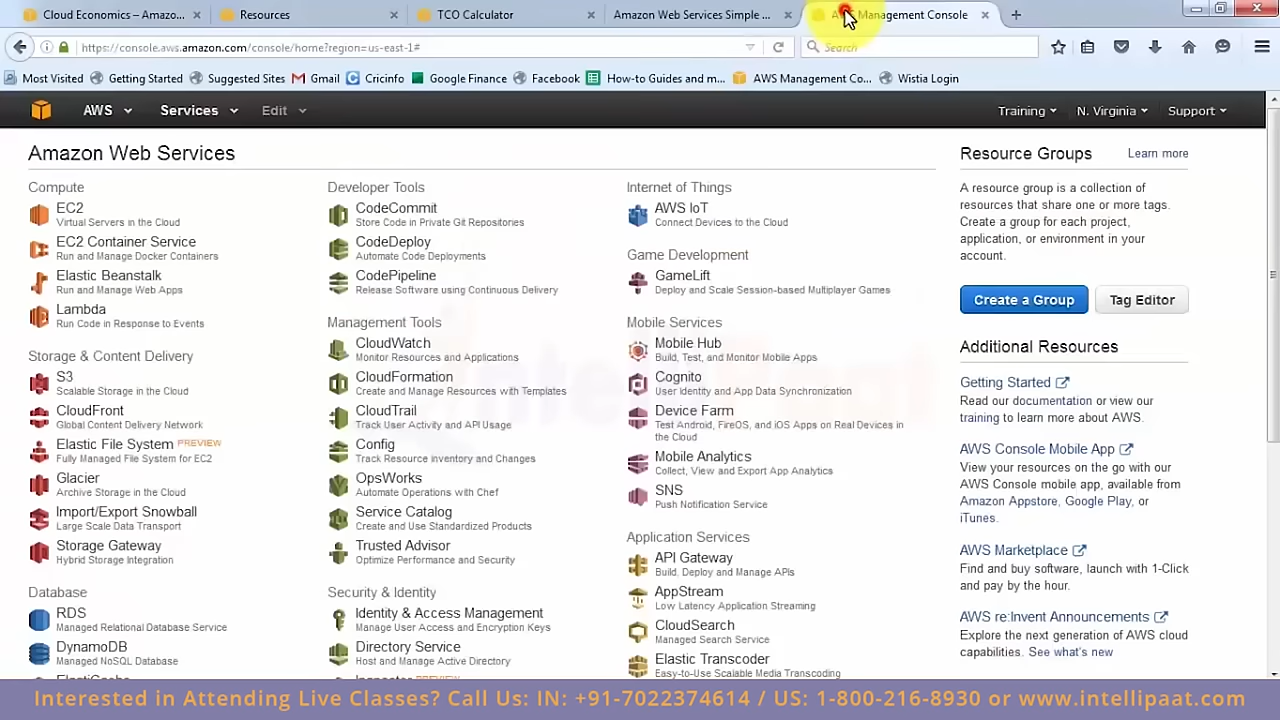 Cloud Economics – Amazo...
Resources
TCO Calculator
Amazon Web Services Simple ...
Management Console
https://console.aws.amazon.com/console/home?region=us-east-1#
Search
Most Visited
Getting Started
Suggested Sites
Gmail
Cricinfo
Google Finance
Facebook
How-to Guides and m...
AWS Management Co...
Wistia Login
AWS
Services
Edit
Training
N. Virginia
Support
Amazon Web Services
Compute
EC2
Virtual Servers in the Cloud
EC2 Container Service
Run and Manage Docker Containers
Elastic Beanstalk
Run and Manage Web Apps
Lambda
Run Code in Response to Events
Storage & Content Delivery
S3
Scalable Storage in the Cloud
CloudFront
Global Content Delivery Network
Elastic File System PREVIEW
Fully Managed File System for EC2
Glacier
Archive Storage in the Cloud
Import/Export Snowball
Large Scale Data Transport
Storage Gateway
Hybrid Storage Integration
Database
RDS
Managed Relational Database Service
DynamoDB
Managed NoSQL Database
Developer Tools
CodeCommit
Store Code in Private Git Repositories
CodeDeploy
Automate Code Deployments
CodePipeline
Release Software using Continuous Delivery
Management Tools
CloudWatch
Monitor Resources and Applications
CloudFormation
Create and Manage Resources with Templates
CloudTrail
Track User Activity and API Usage
Config
Track Resource Inventory and Changes
OpsWorks
Automate Operations with Chef
Service Catalog
Create and Use Standardized Products
Trusted Advisor
Optimize Performance and Security
Security & Identity
Identity & Access Management
Manage User Access and Encryption Keys
Directory Service
Host and Manage Active Directory
Internet of Things
AWS IoT
Connect Devices to the Cloud
Game Development
GameLift
Deploy and Scale Session-based Multiplayer Games
Mobile Services
Mobile Hub
Build, Test, and Monitor Mobile Apps
Cognito
User Identity and App Data Synchronization
Device Farm
Test Android, FireOS, and iOS Apps on Real Devices in
the Cloud
Mobile Analytics
Collect, View and Export App Analytics
SNS
Push Notification Service
Application Services
API Gateway
Build, Deploy and Manage APIs
AppStream
Low Latency Application Streaming
CloudSearch
Managed Search Service
Elastic Transcoder
Easy-to-Use Scalable Media Transcoding
Resource Groups
Learn more
A resource group is a collection of
resources that share one or more tags.
Create a group for each project,
application, or environment in your
account.
Create a Group
Tag Editor
Additional Resources
Getting Started
Read our documentation or view our
training to learn more about AWS.
AWS Console Mobile App
View your resources on the go with our
AWS Console mobile app, available from
Amazon Appstore, Google Play, or
iTunes.
AWS Marketplace
Find and buy software, launch with 1-Click
and pay by the hour.
AWS re:Invent Announcements
Explore the next generation of AWS cloud
capabilities. See what's new
Interested in Attending Live Classes? Call Us: IN: +91-7022374614 / US: 1-800-216-8930 or www.intellipaat.com